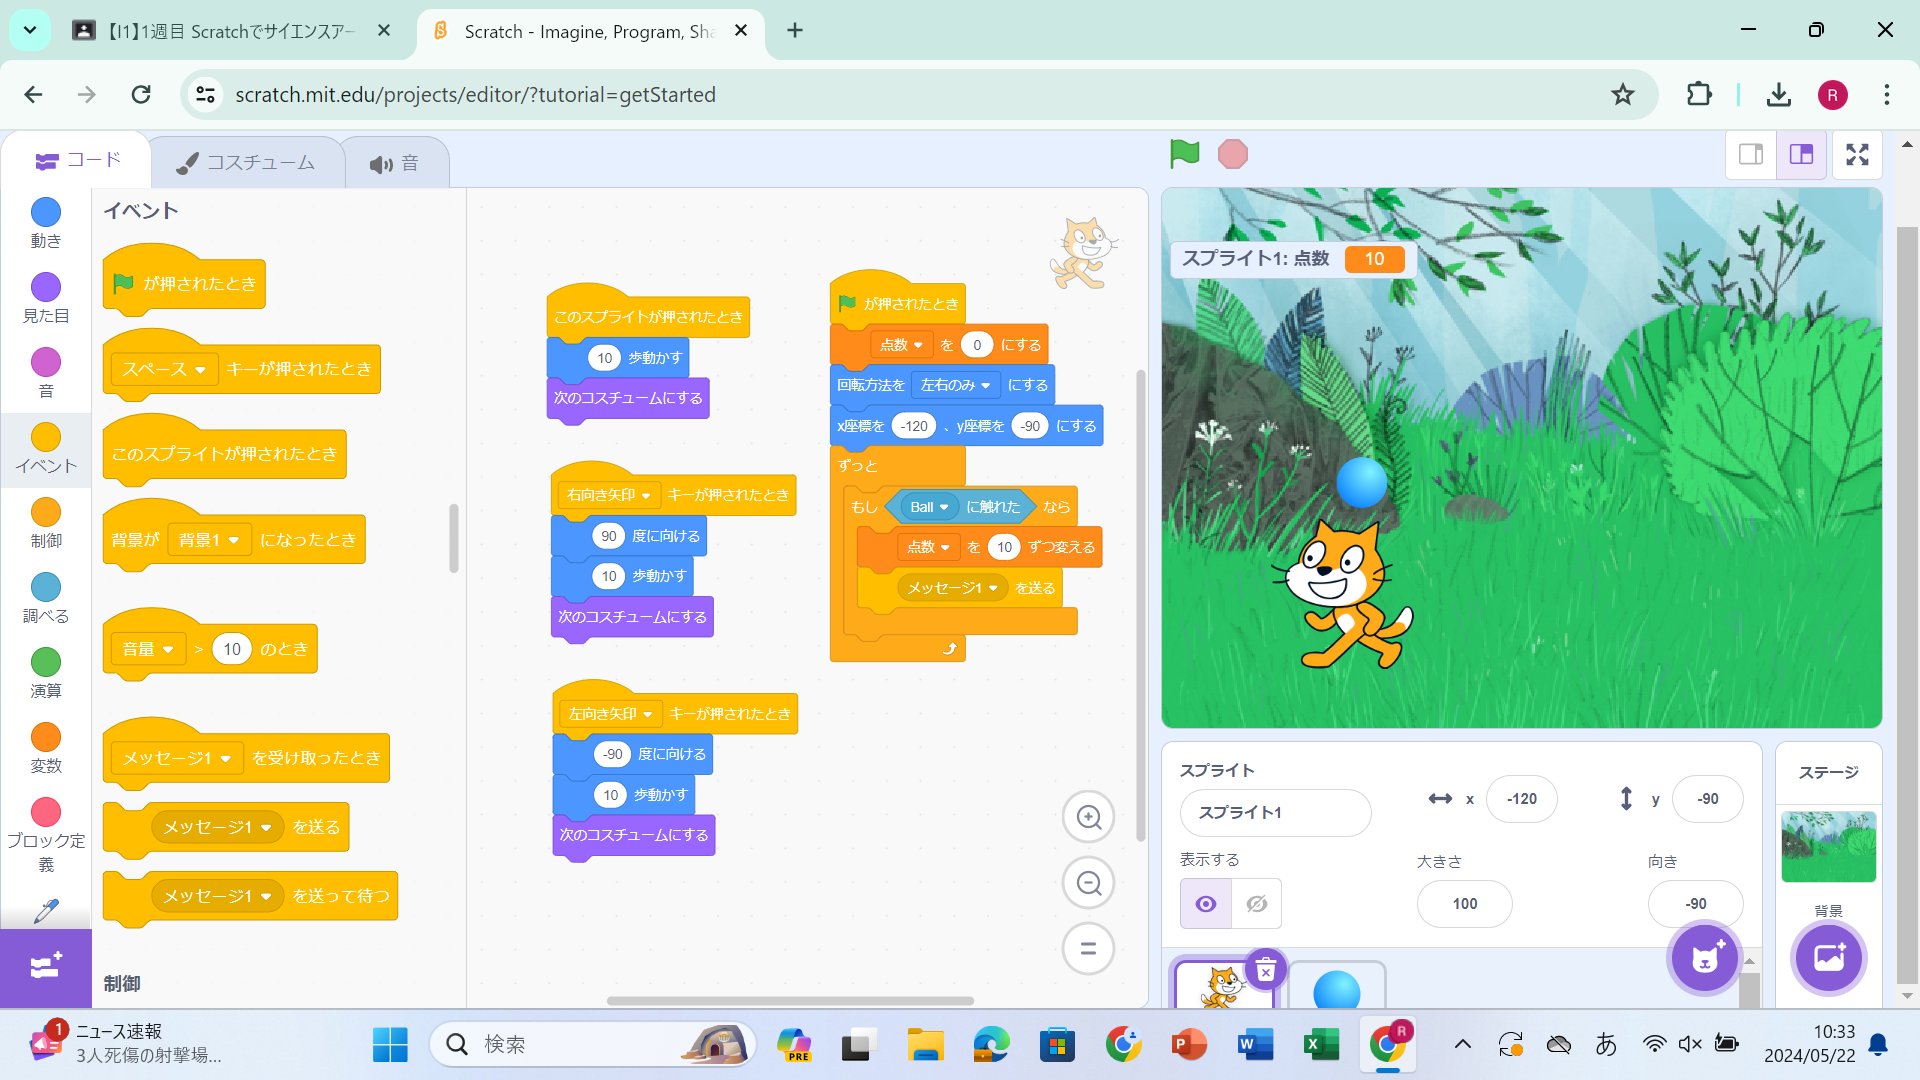 【I1】1週目 Scratchでサイエンスアー
Scratch - Imagine, Program, Sha
scratch.mit.edu/projects/editor/?tutorial=getStarted
R
コード
コスチューム
音
動き
見た目
音
イベント
制御
調べる
演算
変数
ブロック定
義
イベント
が押されたとき
スペース キーが押されたとき
このスプライトが押されたとき
背景が 背景1 になったとき
音量 > 10 のとき
メッセージ1 を受け取ったとき
メッセージ1 を送る
メッセージ1 を送って待つ
制御
このスプライトが押されたとき
10 歩動かす
次のコスチュームにする
右向き矢印 キーが押されたとき
90 度に向ける
10 歩動かす
次のコスチュームにする
左向き矢印 キーが押されたとき
-90 度に向ける
10 歩動かす
次のコスチュームにする
が押されたとき
点数 を 0 にする
回転方法を 左右のみ にする
x座標を -120 、y座標を -90 にする
ずっと
もし Ball に触れた なら
点数 を 10 ずつ変える
メッセージ1 を送る
スプライト1: 点数 10
スプライト
スプライト1
x -120
y -90
表示する
大きさ
100
向き
-90
ステージ
背景
1
ニュース速報
3人死傷の射撃場...
検索
PRE
P
W
X
R
あ
10:33
2024/05/22